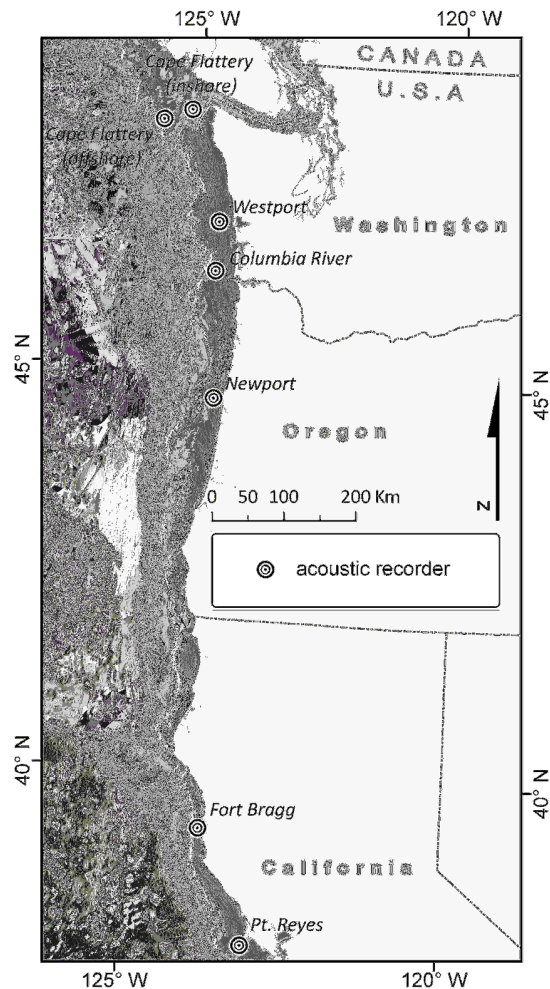 125° W
120° W
CANADA
U.S.A
Cape Flattery
(inshore)
Cape Flattery
(offshore)
Westport
Washington
Columbia River
45° N
45° N
Newport
Oregon
0 50 100 200 Km
N
acoustic recorder
40° N
40° N
Fort Bragg
California
Pt. Reyes
125° W
120° W